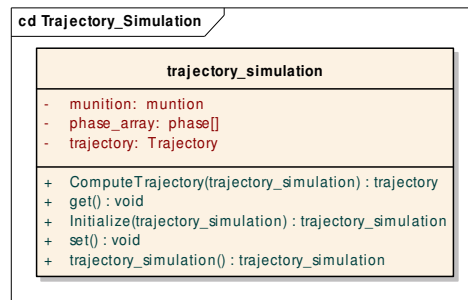 cd Trajectory_Simulation
trajectory_simulation
- munition: muntion
- phase_array: phase[]
- trajectory: Trajectory
+ ComputeTrajectory(trajectory_simulation) : trajectory
+ get() : void
+ Initialize(trajectory_simulation) : trajectory_simulation
+ set() : void
+ trajectory_simulation() : trajectory_simulation